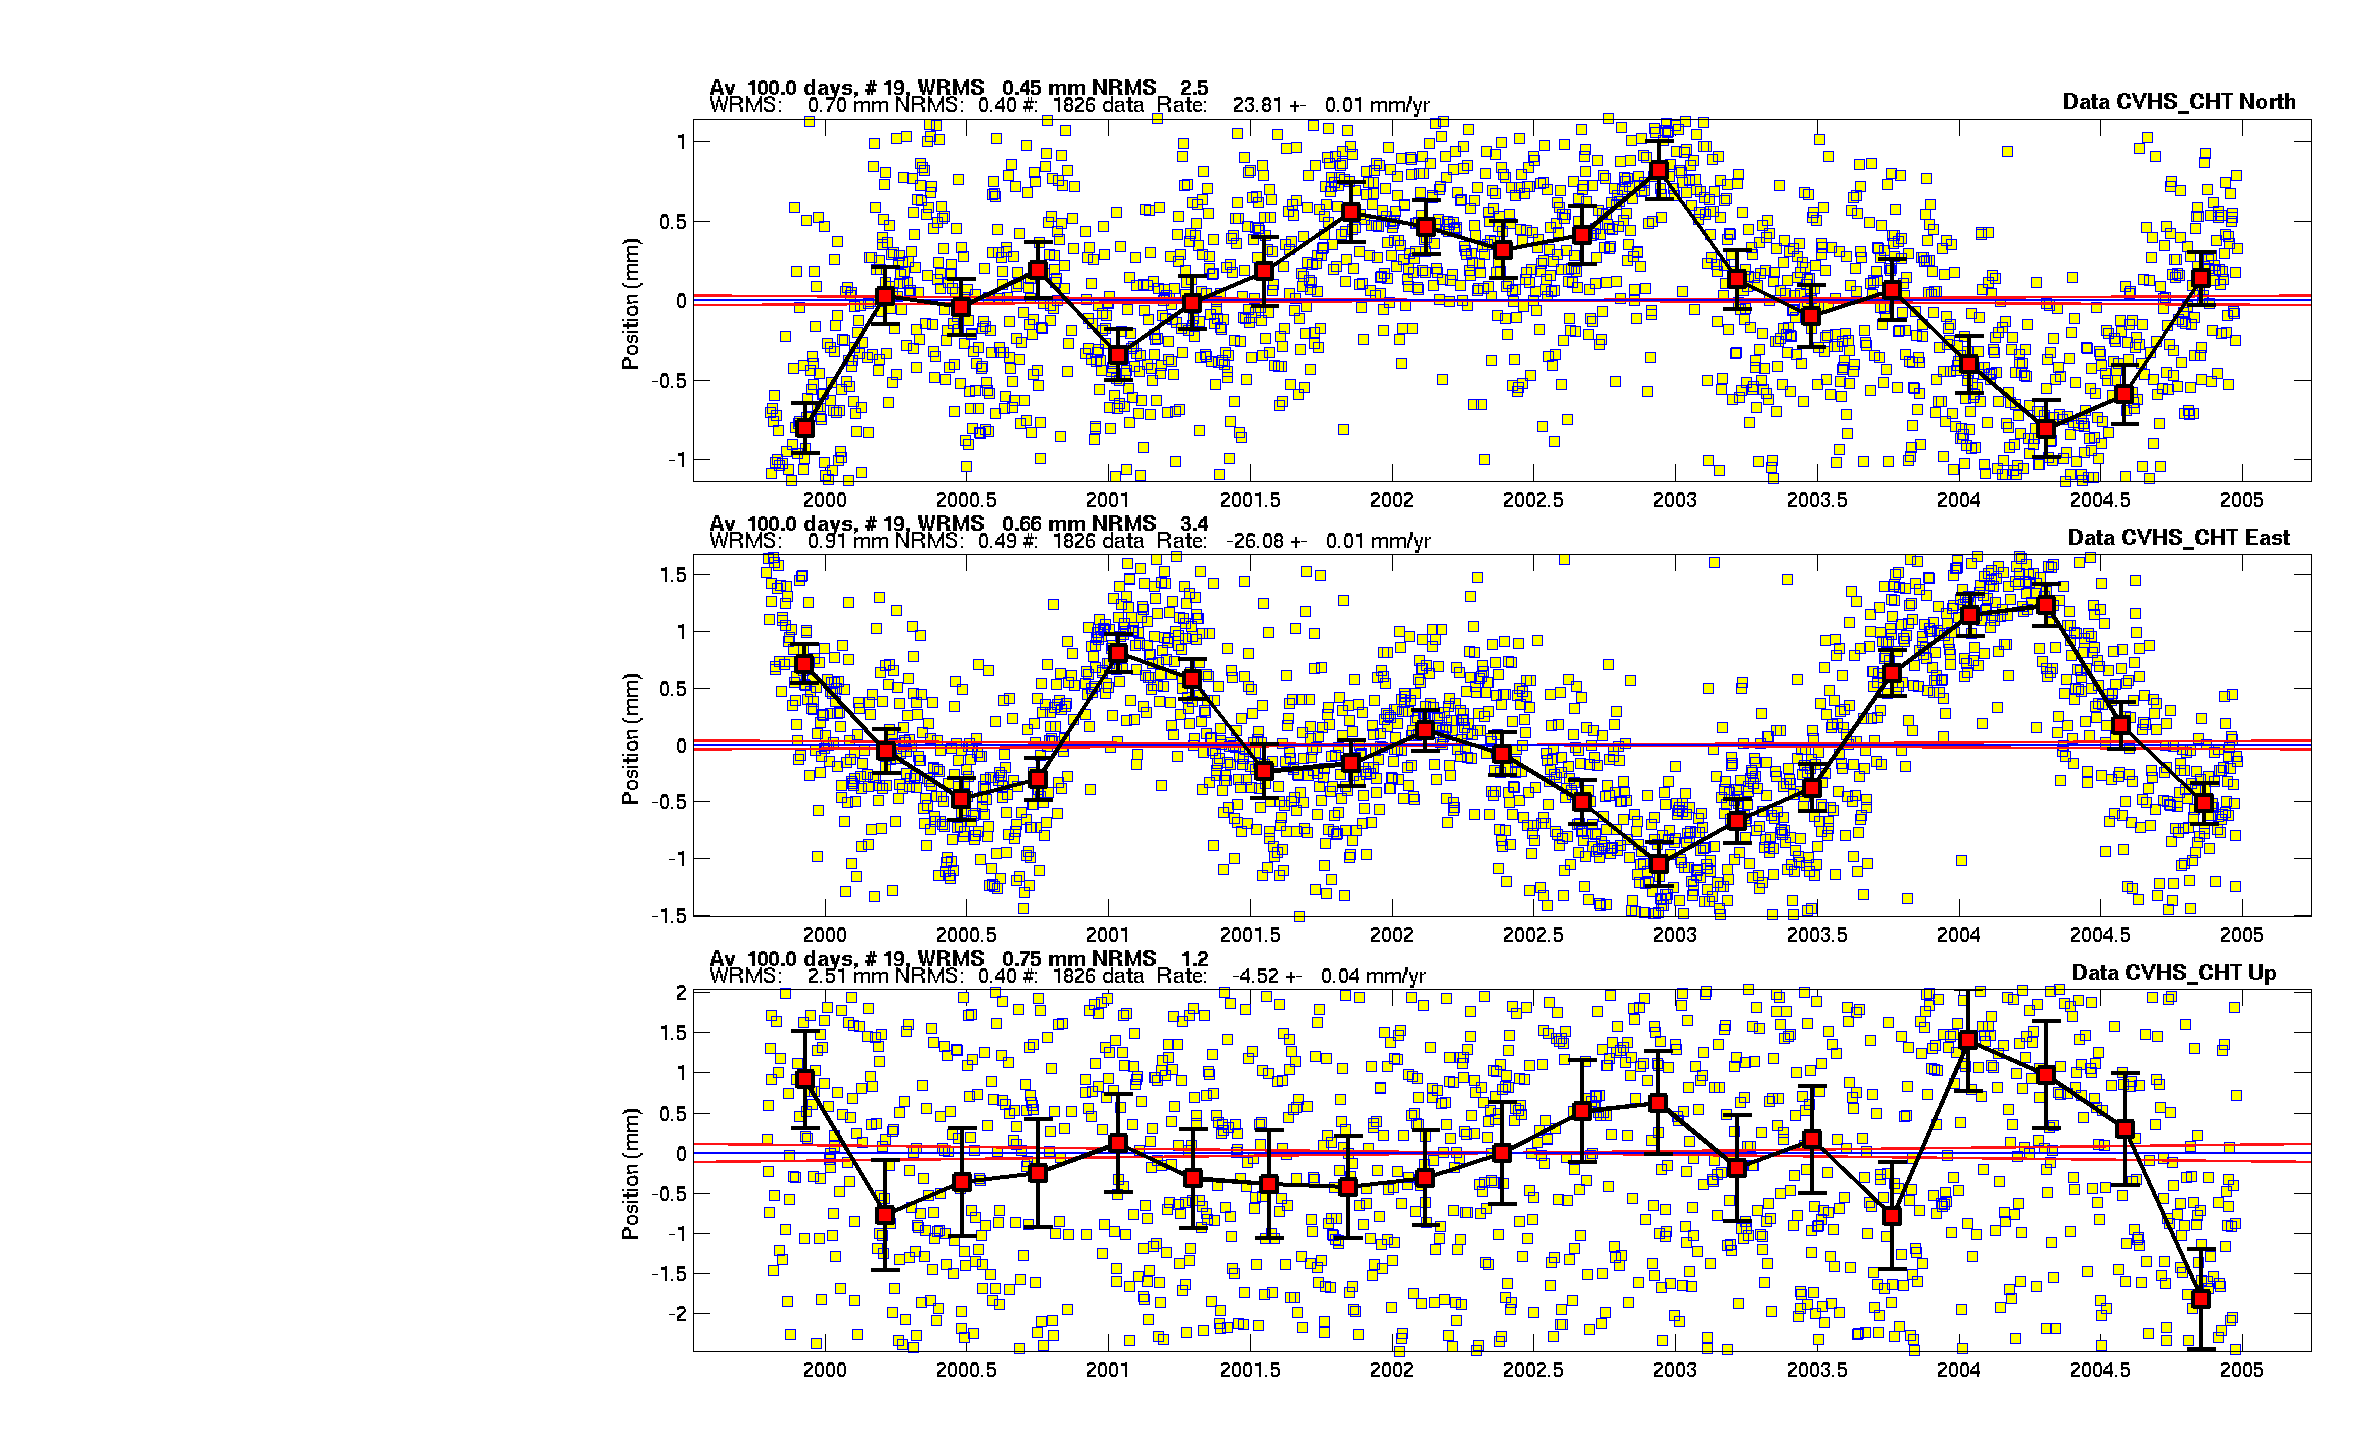 Av 100.0 days, # 19, WRMS 0.45 mm NRMS 2.5
WRMS: 0.70 mm NRMS: 0.40 #: 1826 data Rate: 23.81 +- 0.01 mm/yr
Data CVHS_CHT North
1
0.5
0
-0.5
-1
Position (mm)
2000 2000.5 2001 2001.5 2002 2002.5 2003 2003.5 2004 2004.5 2005
Av 100.0 days, # 19, WRMS 0.66 mm NRMS 3.4
WRMS: 0.91 mm NRMS: 0.49 #: 1826 data Rate: -26.08 +- 0.01 mm/yr
Data CVHS_CHT East
1.5
1
0.5
0
-0.5
-1
-1.5
Position (mm)
2000 2000.5 2001 2001.5 2002 2002.5 2003 2003.5 2004 2004.5 2005
Av 100.0 days, # 19, WRMS 0.75 mm NRMS 1.2
WRMS: 2.51 mm NRMS: 0.40 #: 1826 data Rate: -4.52 +- 0.04 mm/yr
Data CVHS_CHT Up
2
1.5
1
0.5
0
-0.5
-1
-1.5
-2
Position (mm)
2000 2000.5 2001 2001.5 2002 2002.5 2003 2003.5 2004 2004.5 2005